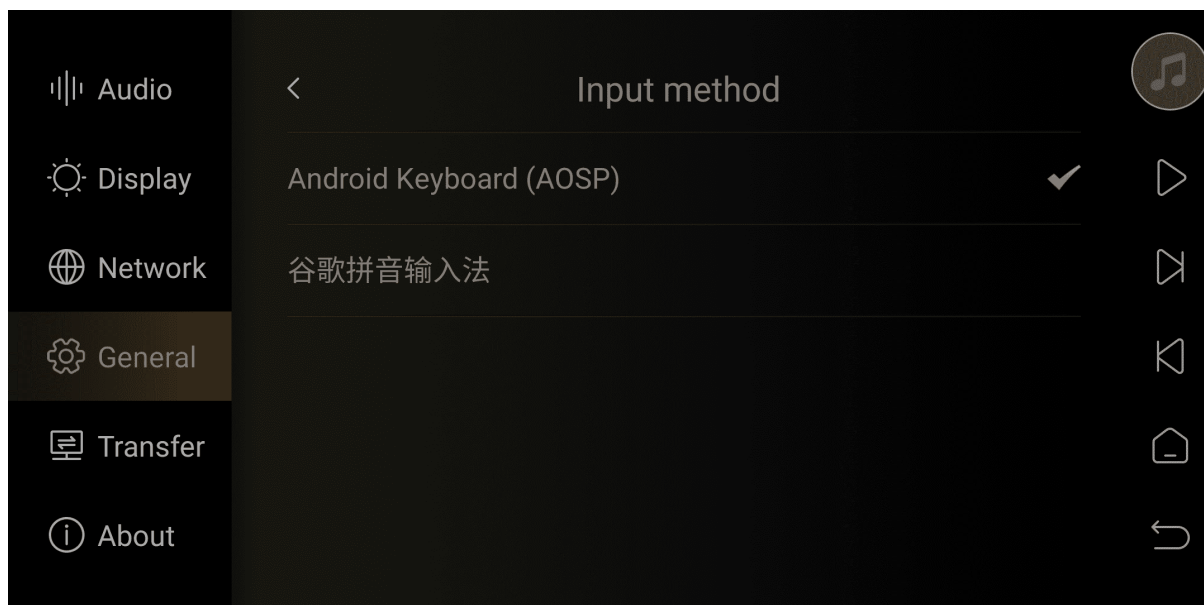 Audio
Display
Network
General
Transfer
About
Input method
Android Keyboard (AOSP)
谷歌拼音输入法